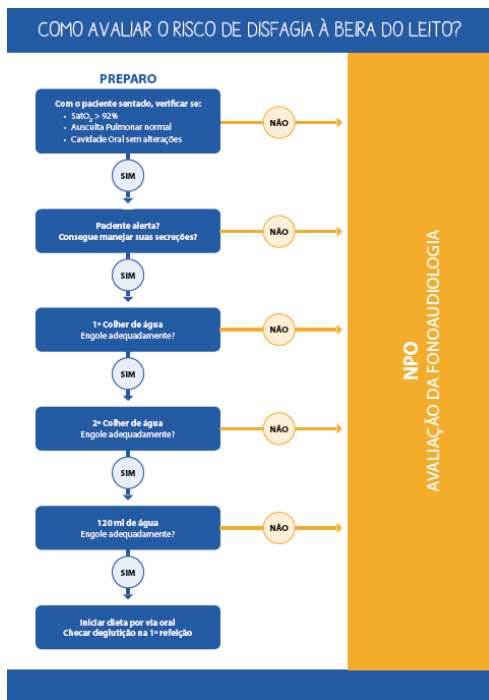 COMO AVALIAR O RISCO DE DISFAGIA À BEIRA DO LEITO?
PREPARO
Com o paciente sentado, verificar se:
• SatO₂ > 92%
• Ausculta Pulmonar normal
• Cavidade Oral sem alterações
NÃO
SIM
Paciente alerta?
Consegue manejar suas secreções?
NÃO
SIM
1ª Colher de água
Engole adequadamente?
NÃO
SIM
2ª Colher de água
Engole adequadamente?
NÃO
SIM
120 ml de água
Engole adequadamente?
NÃO
SIM
Iniciar dieta por via oral
Checar deglutição na 1ª refeição
NPO
AVALIAÇÃO DA FONOAUDIOLOGIA